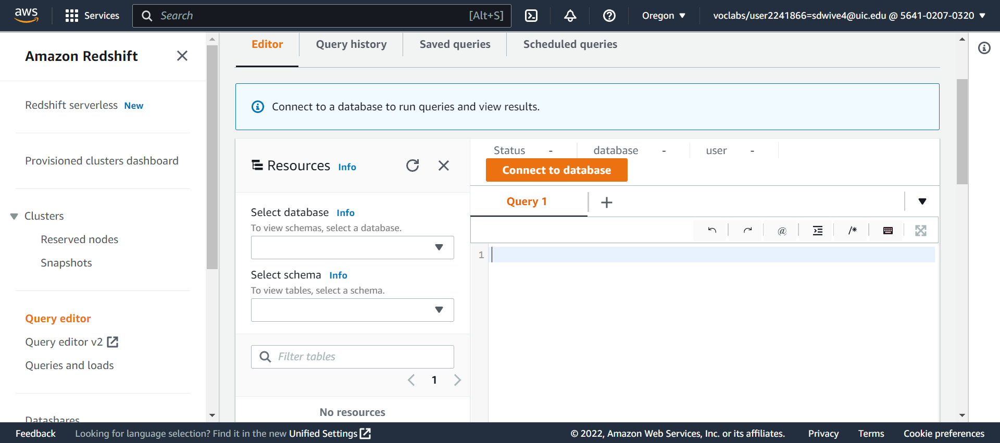 aws
Services
Search
[Alt+S]
Oregon
voclabs/user2241866=sdwive4@uic.edu @ 5641-0207-0320
Amazon Redshift
Redshift serverless New
Provisioned clusters dashboard
Clusters
Reserved nodes
Snapshots
Query editor
Query editor v2
Queries and loads
Datashares
Editor
Query history
Saved queries
Scheduled queries
Connect to a database to run queries and view results.
Resources Info
Select database Info
To view schemas, select a database.
Select schema Info
To view tables, select a schema.
Filter tables
1
No resources
Status -
database -
user -
Connect to database
Query 1
@
/*
1
Feedback
Looking for language selection? Find it in the new Unified Settings
© 2022, Amazon Web Services, Inc. or its affiliates.
Privacy
Terms
Cookie preferences